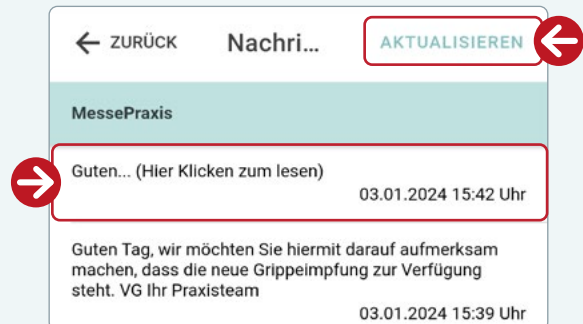 ZURÜCK Nachri... AKTUALISIEREN
MessePraxis
Guten... (Hier Klicken zum lesen)
03.01.2024 15:42 Uhr
Guten Tag, wir möchten Sie hiermit darauf aufmerksam
machen, dass die neue Grippeimpfung zur Verfügung
steht. VG Ihr Praxisteam
03.01.2024 15:39 Uhr